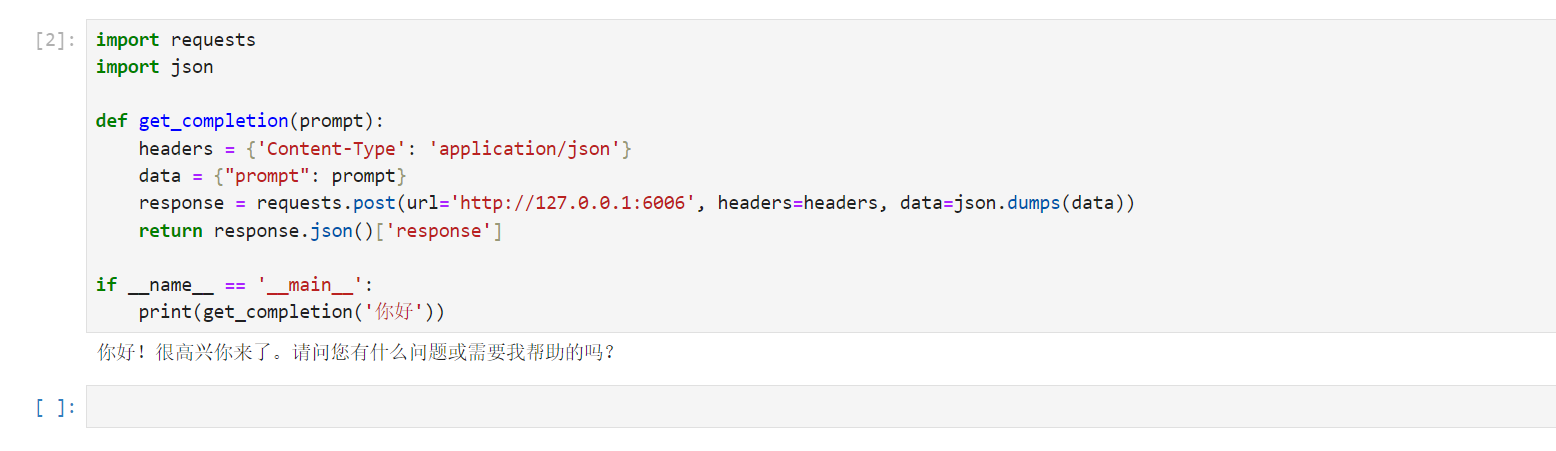 [2]:
import requests
import json
def get_completion(prompt):
    headers = {'Content-Type': 'application/json'}
    data = {"prompt": prompt}
    response = requests.post(url='http://127.0.0.1:6006', headers=headers, data=json.dumps(data))
    return response.json()['response']
if __name__ == '__main__':
    print(get_completion('你好'))
你好！很高兴你来了。请问您有什么问题或需要我帮助的吗？
[ ]: